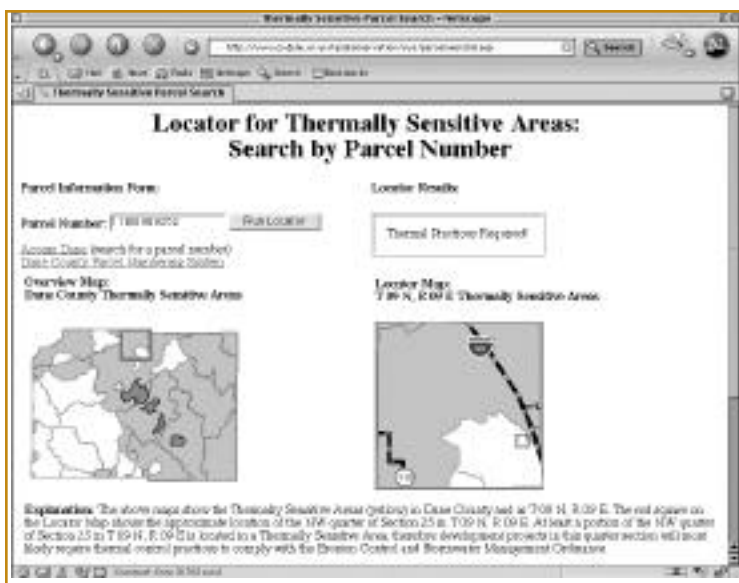 Thermally Sensitive Parcel Search - Netscape
Search
Thermally Sensitive Parcel Search
Locator for Thermally Sensitive Areas:
Search by Parcel Number
Parcel Information Form:
Locator Results:
Parcel Number:
Run Locator
Thermal Practices Required!
Access Dane (search for a parcel number)
Dane County Parcel Numbering System
Overview Map:
Dane County Thermally Sensitive Areas
Locator Map:
T 09 N, R 09 E Thermally Sensitive Areas
Explanation: The above maps show the Thermally Sensitive Areas (yellow) in Dane County and in T 09 N, R 09 E. The red square on
the Locator Map shows the approximate location of the NW quarter of Section 25 in T 09 N, R 09 E. At least a portion of the NW quarter
of Section 25 in T 09 N, R 09 E is located in a Thermally Sensitive Area, therefore development projects in this quarter section will most
likely require thermal control practices to comply with the Erosion Control and Stormwater Management Ordinance.